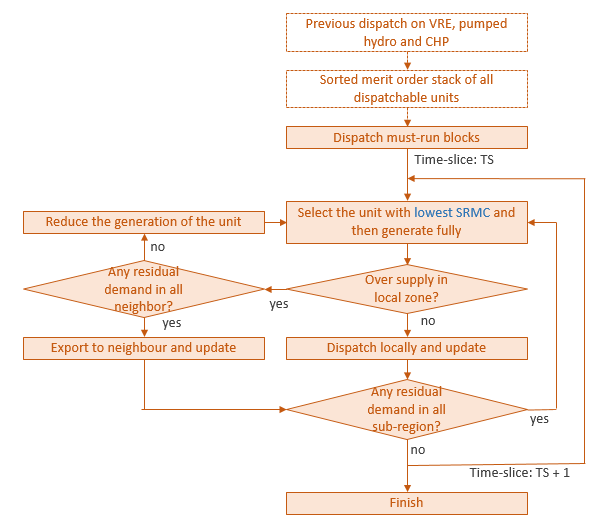 Previous dispatch on VRE, pumped
hydro and CHP
Sorted merit order stack of all
dispatchable units
Dispatch must-run blocks
Time-slice: TS
Reduce the generation of the unit
Select the unit with lowest SRMC and
then generate fully
no
Any residual
demand in all
neighbor?
yes
Over supply in
local zone?
yes
no
Export to neighbour and update
Dispatch locally and update
Any residual
demand in all
sub-region?
yes
no
Time-slice: TS + 1
Finish